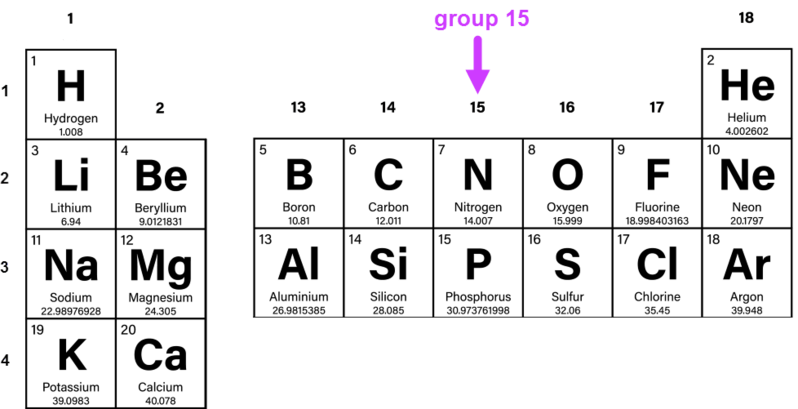 group 15
1
18
1
1
H
Hydrogen
1.008
2
13
14
15
16
17
2
He
Helium
4.002602
2
3
Li
Lithium
6.94
4
Be
Beryllium
9.0121831
5
B
Boron
10.81
6
C
Carbon
12.011
7
N
Nitrogen
14.007
8
O
Oxygen
15.999
9
F
Fluorine
18.998403163
10
Ne
Neon
20.1797
3
11
Na
Sodium
22.98976928
12
Mg
Magnesium
24.305
13
Al
Aluminium
26.9815385
14
Si
Silicon
28.085
15
P
Phosphorus
30.973761998
16
S
Sulfur
32.06
17
Cl
Chlorine
35.45
18
Ar
Argon
39.948
4
19
K
Potassium
39.0983
20
Ca
Calcium
40.078